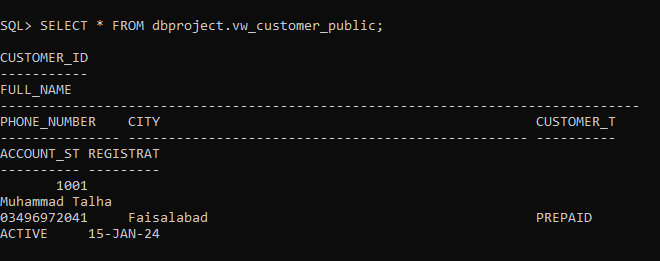 SQL> SELECT * FROM dbproject.vw_customer_public;
CUSTOMER_ID
-----------
FULL_NAME
--------------------------------------------------------------------------------
PHONE_NUMBER    CITY                                               CUSTOMER_T
--------------- -------------------------------------------------- ----------
ACCOUNT_ST REGISTRAT
---------- ---------
       1001
Muhammad Talha
03496972041     Faisalabad                                         PREPAID
ACTIVE     15-JAN-24